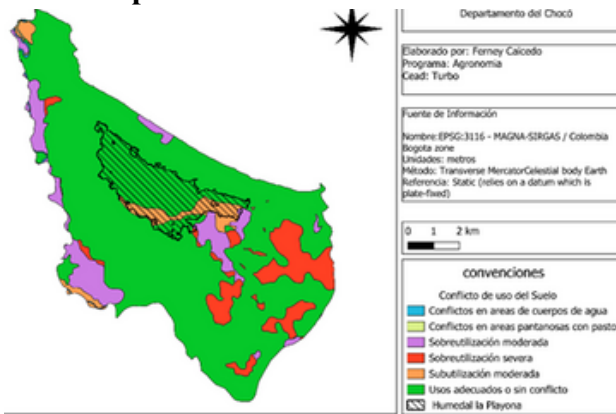 Departamento del Chocó
Elaborado por: Ferney Caicedo
Programa: Agronomia
Cead: Turbo
Fuente de Información
Nombre:EPSG:3116 - MAGNA-SIRGAS / Colombia
Bogota zone
Unidades: metros
Método: Transverse MercatorCelestial body Earth
Referencia: Static (relies on a datum which is
plate-fixed)
0 1 2 km
convenciones
Conflicto de uso del Suelo
Conflictos en areas de cuerpos de agua
Conflictos en areas pantanosas con pasto
Sobreutilización moderada
Sobreutilización severa
Subutilización moderada
Usos adecuados o sin conflicto
Humedal la Playona